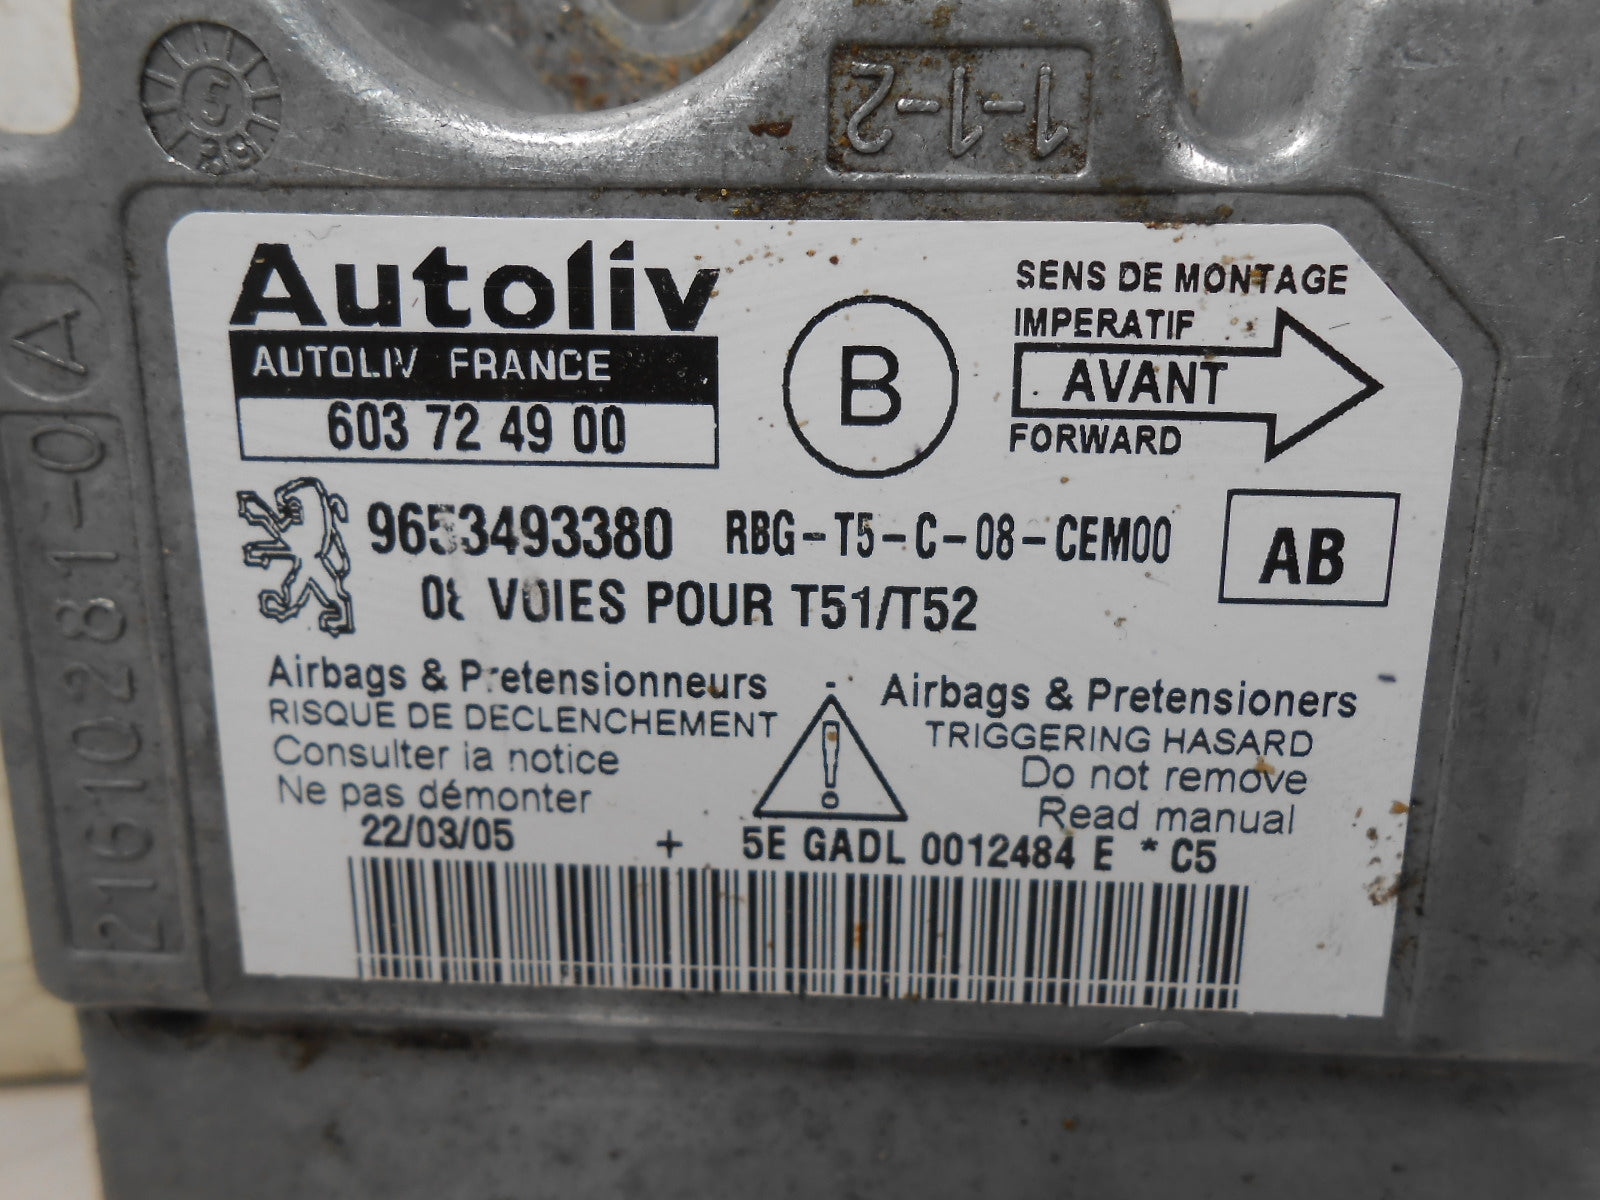 1-1-2
21610281-0 A
Autoliv
AUTOLIV FRANCE
603 72 49 00
B
SENS DE MONTAGE
IMPERATIF
AVANT
FORWARD
9653493380 RBG-T5-C-08-CEM00
AB
08 VOIES POUR T51/T52
Airbags & Pretensionneurs
RISQUE DE DECLENCHEMENT
Consulter la notice
Ne pas démonter
Airbags & Pretensioners
TRIGGERING HASARD
Do not remove
Read manual
22/03/05 + 5E GADL 0012484 E * C5